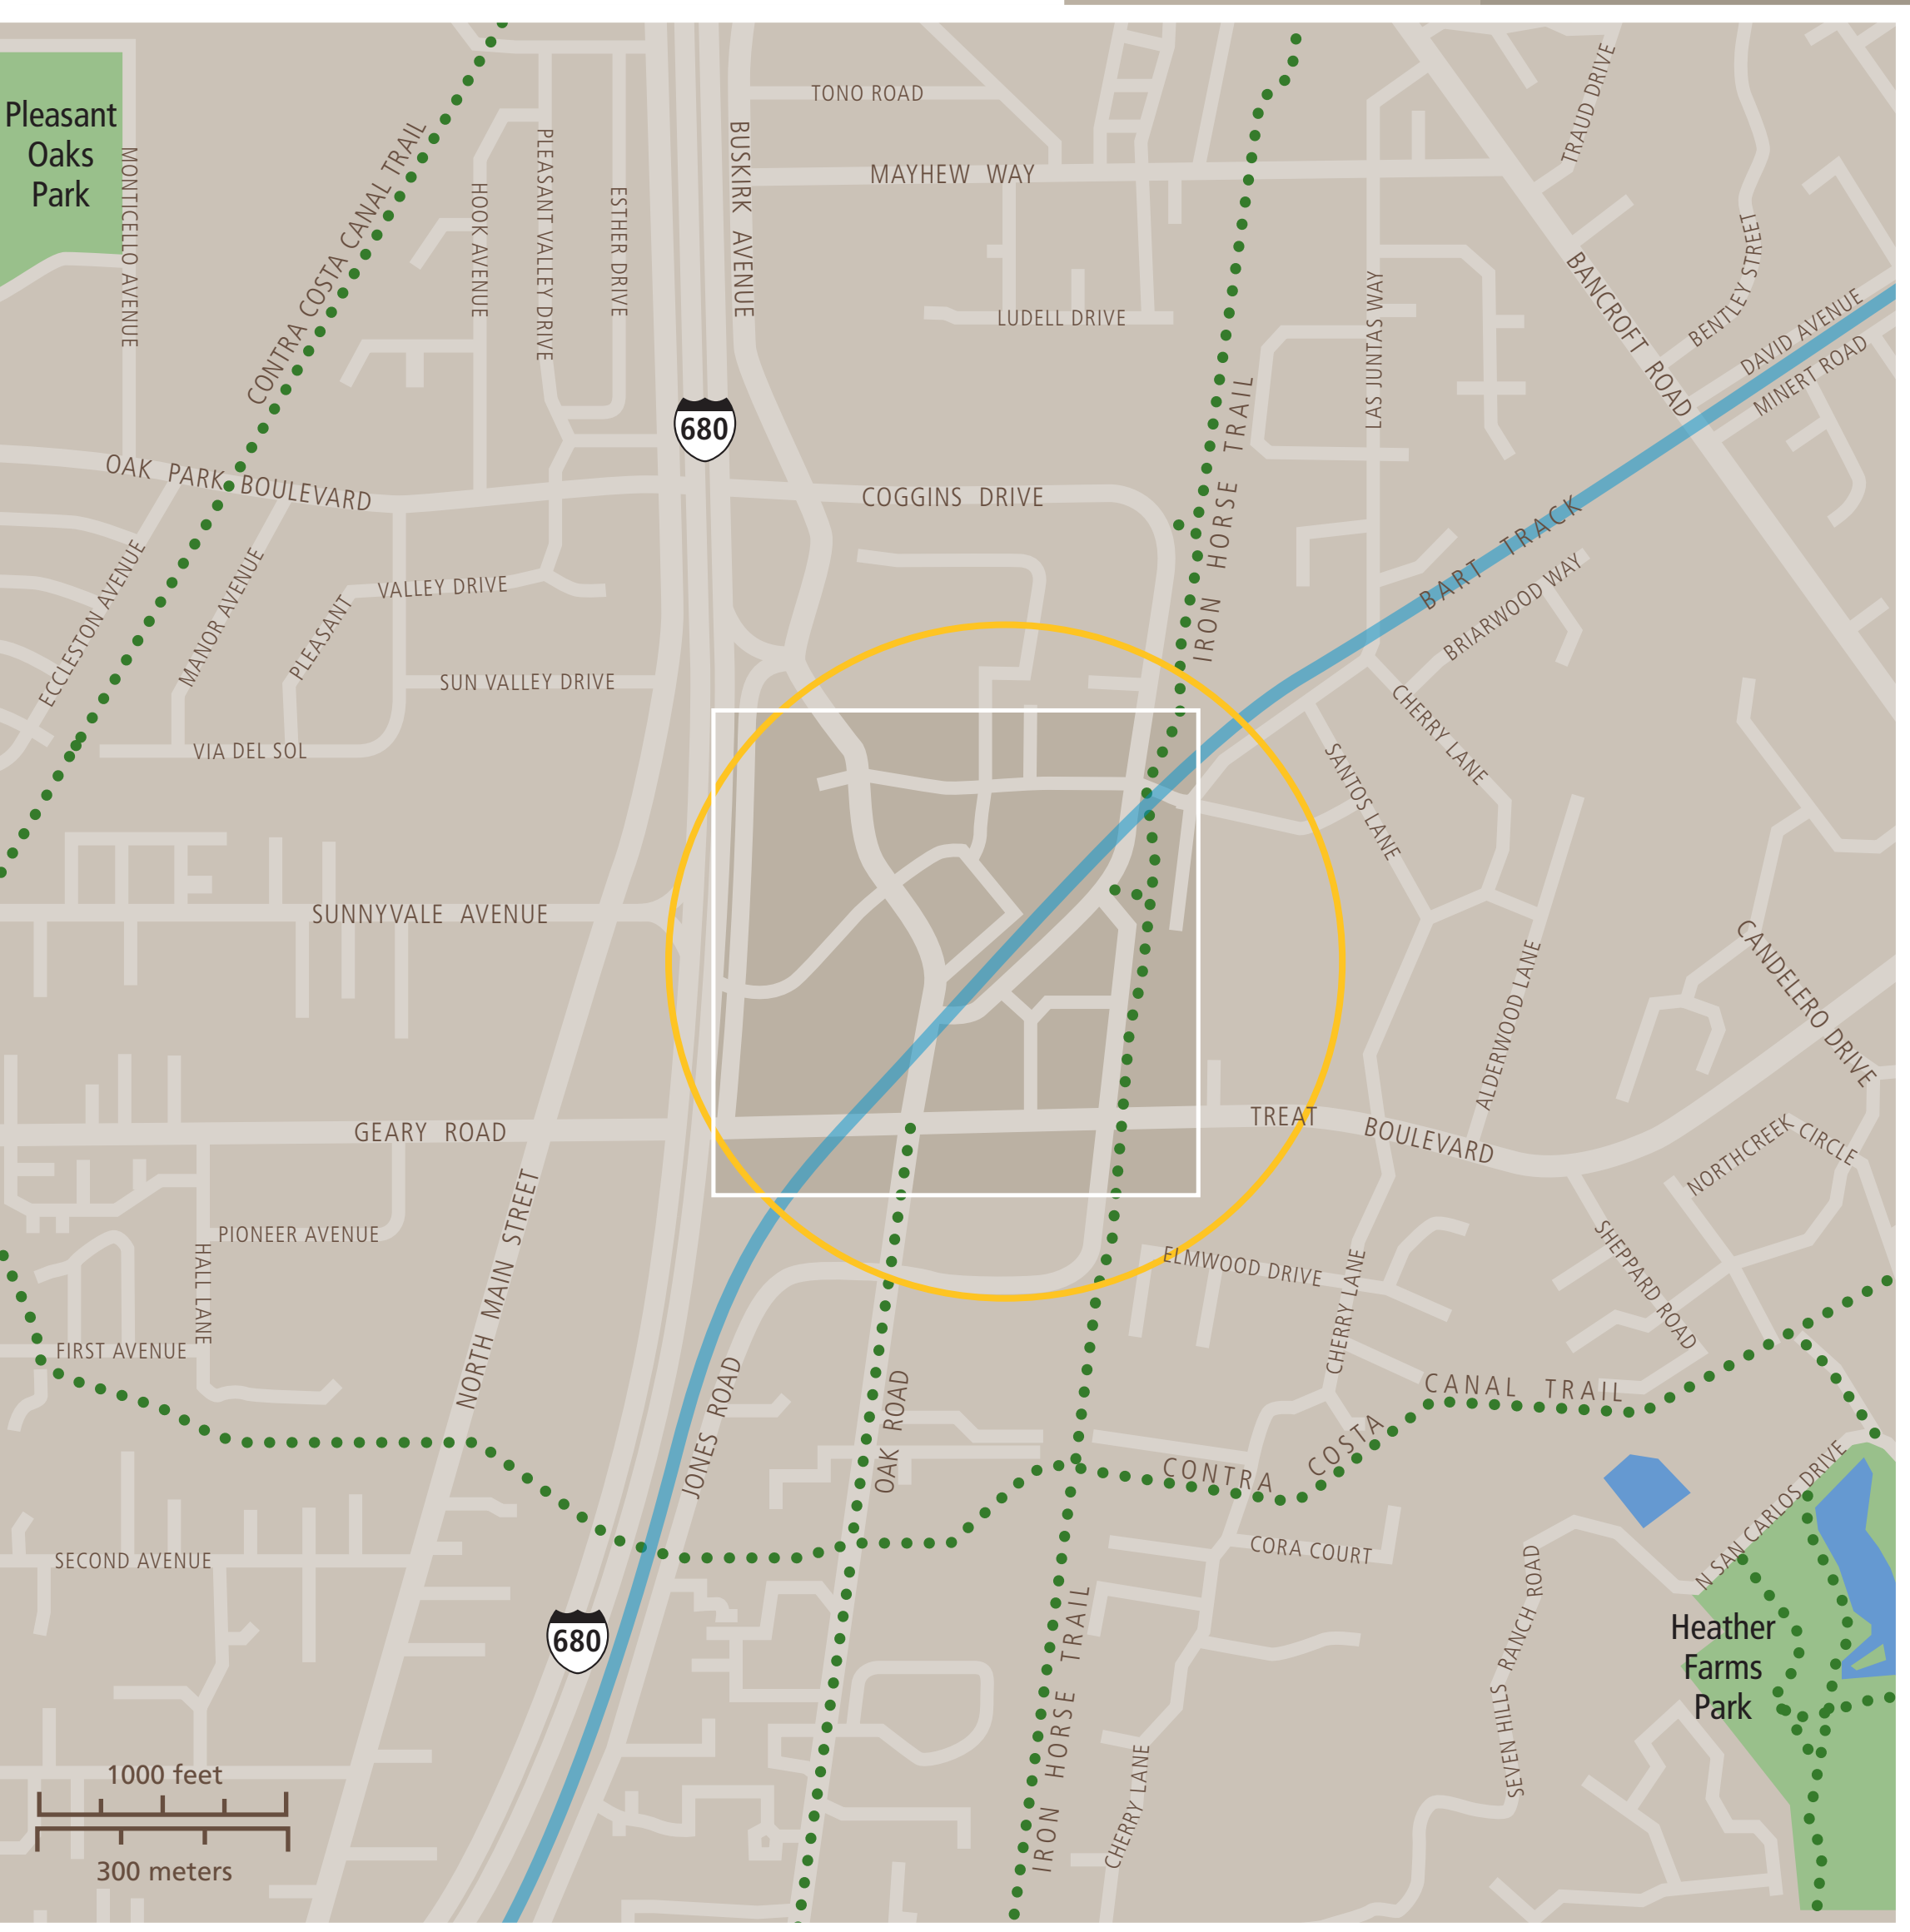 TONO ROAD
TRAUD DRIVE
Pleasant
Oaks
Park
MONTICELLO AVENUE
CONTRA COSTA CANAL TRAIL
PLEASANT VALLEY DRIVE
HOOK AVENUE
ESTHER DRIVE
BUSKIRK AVENUE
MAYHEW WAY
BENTLEY STREET
BANCROFT ROAD
LAS JUNTAS WAY
LUDELL DRIVE
DAVID AVENUE
MINERT ROAD
680
IRON HORSE TRAIL
OAK PARK BOULEVARD
COGGINS DRIVE
BART TRACK
BRIARWOOD WAY
ECCLESTON AVENUE
MANOR AVENUE
PLEASANT
VALLEY DRIVE
SUN VALLEY DRIVE
CHERRY LANE
VIA DEL SOL
SANTOS LANE
SUNNYVALE AVENUE
CANDELERO DRIVE
ALDERWOOD LANE
GEARY ROAD
TREAT BOULEVARD
NORTHCREEK CIRCLE
NORTH MAIN STREET
PIONEER AVENUE
HALL LANE
ELMWOOD DRIVE
CHERRY LANE
SHEPARD ROAD
FIRST AVENUE
JONES ROAD
OAK ROAD
CONTRA COSTA CANAL TRAIL
N SAN CARLOS DRIVE
SECOND AVENUE
CORA COURT
680
IRON HORSE TRAIL
SEVEN HILLS RANCH ROAD
Heather
Farms
Park
CHERRY LANE
1000 feet
300 meters